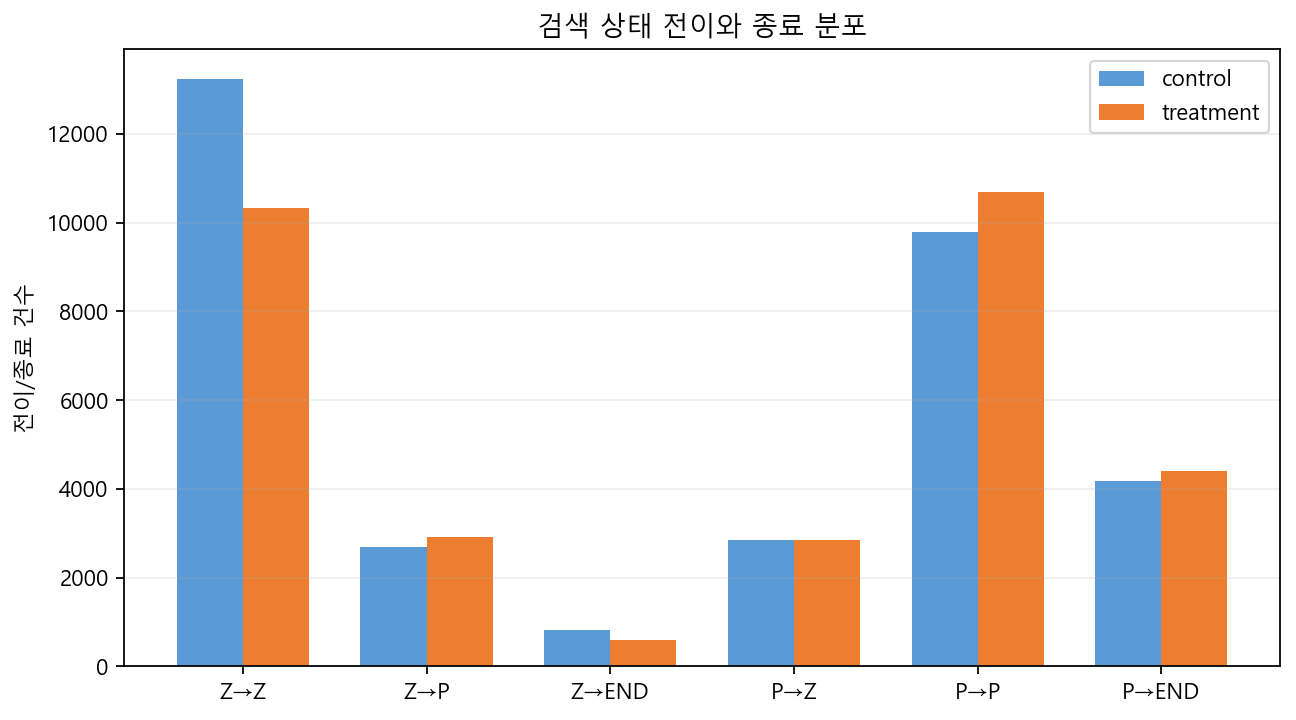 검색 상태 전이와 종료 분포
control
treatment
전이/종료 건수
12000
10000
8000
6000
4000
2000
0
Z→Z
Z→P
Z→END
P→Z
P→P
P→END